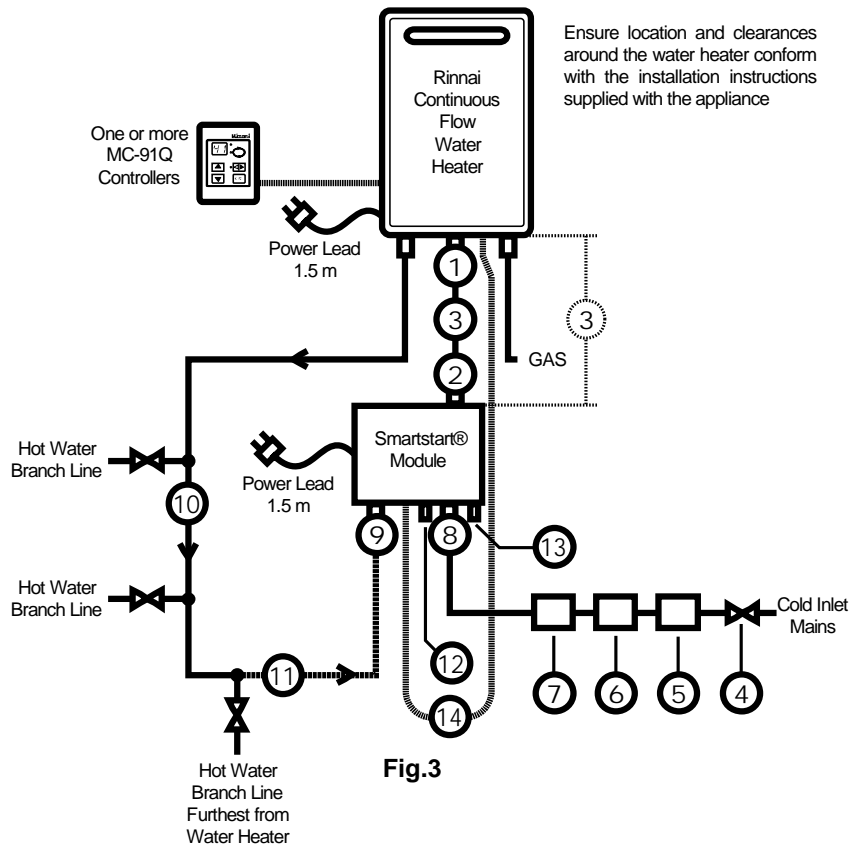 Ensure location and clearances
around the water heater conform
with the installation instructions
supplied with the appliance
Rinnai
Continuous
Flow
Water
Heater
One or more
MC-91Q
Controllers
Power Lead
1.5 m
1
3
3
2
GAS
Smartstart®
Module
Hot Water
Branch Line
Power Lead
1.5 m
10
9
8
13
Hot Water
Branch Line
Cold Inlet
Mains
12
11
7
6
5
4
14
Fig.3
Hot Water
Branch Line
Furthest from
Water Heater